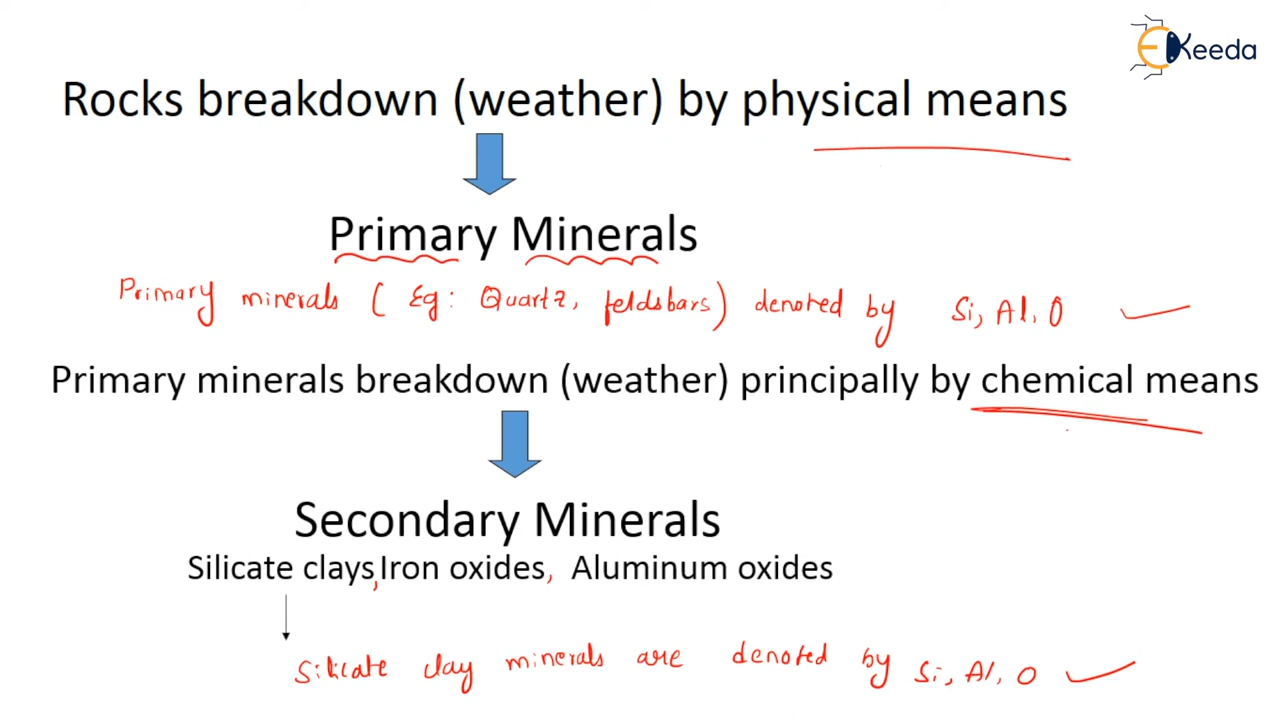 EKeeda
Rocks breakdown (weather) by physical means
Primary Minerals
Primary minerals ( Eg: Quartz, feldsbars) denoted by Si, Al, O
Primary minerals breakdown (weather) principally by chemical means
Secondary Minerals
Silicate clays, Iron oxides, Aluminum oxides
Silicate clay minerals are denoted by Si, Al, O